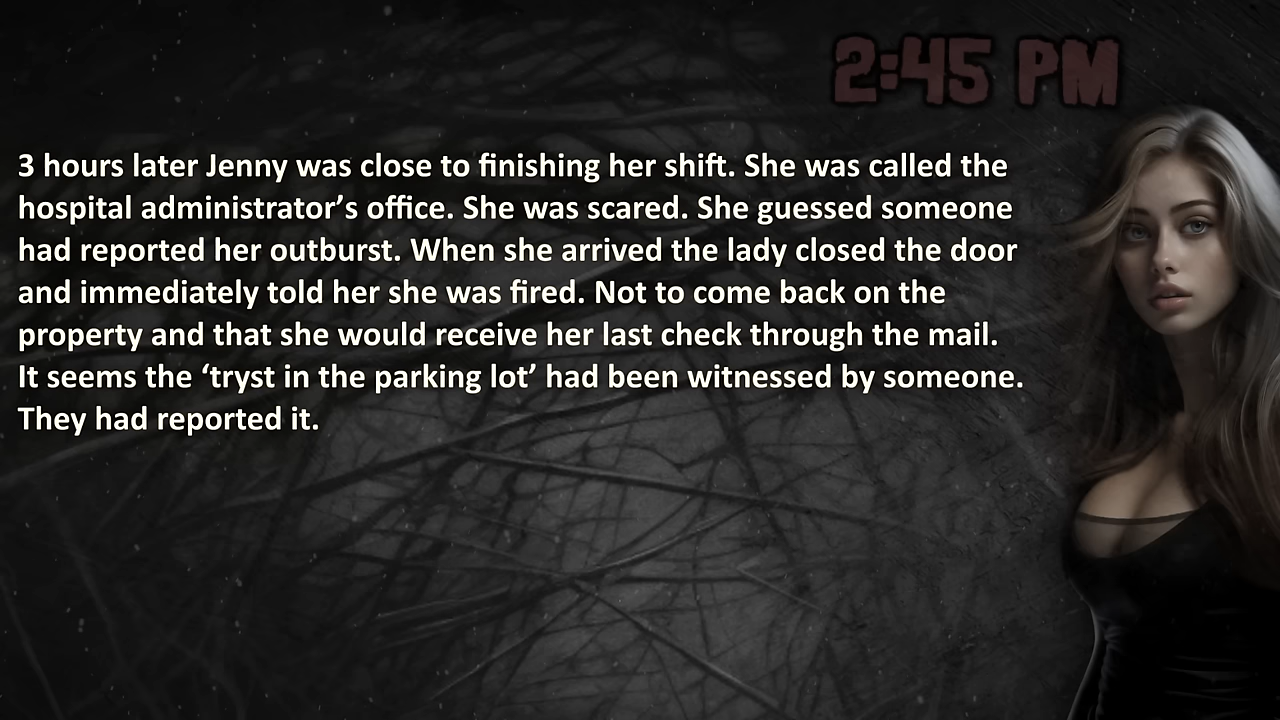 2:45 PM
3 hours later Jenny was close to finishing her shift. She was called the
hospital administrator’s office. She was scared. She guessed someone
had reported her outburst. When she arrived the lady closed the door
and immediately told her she was fired. Not to come back on the
property and that she would receive her last check through the mail.
It seems the ‘tryst in the parking lot’ had been witnessed by someone.
They had reported it.